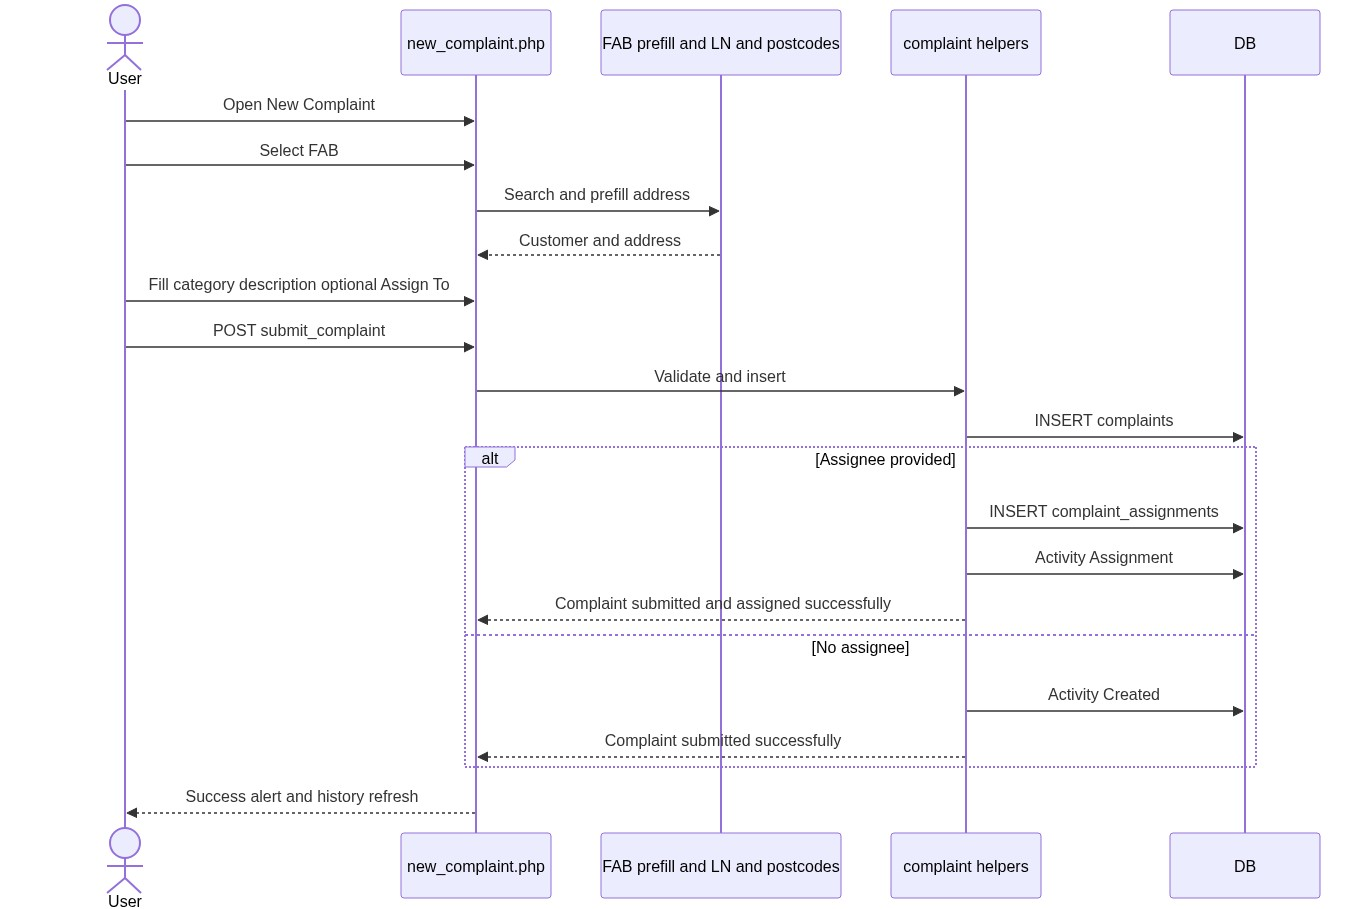 User
new_complaint.php
FAB prefill and LN and postcodes
complaint helpers
DB
Open New Complaint
Select FAB
Search and prefill address
Customer and address
Fill category description optional Assign To
POST submit_complaint
Validate and insert
INSERT complaints
alt
[Assignee provided]
INSERT complaint_assignments
Activity Assignment
Complaint submitted and assigned successfully
[No assignee]
Activity Created
Complaint submitted successfully
Success alert and history refresh
User
new_complaint.php
FAB prefill and LN and postcodes
complaint helpers
DB